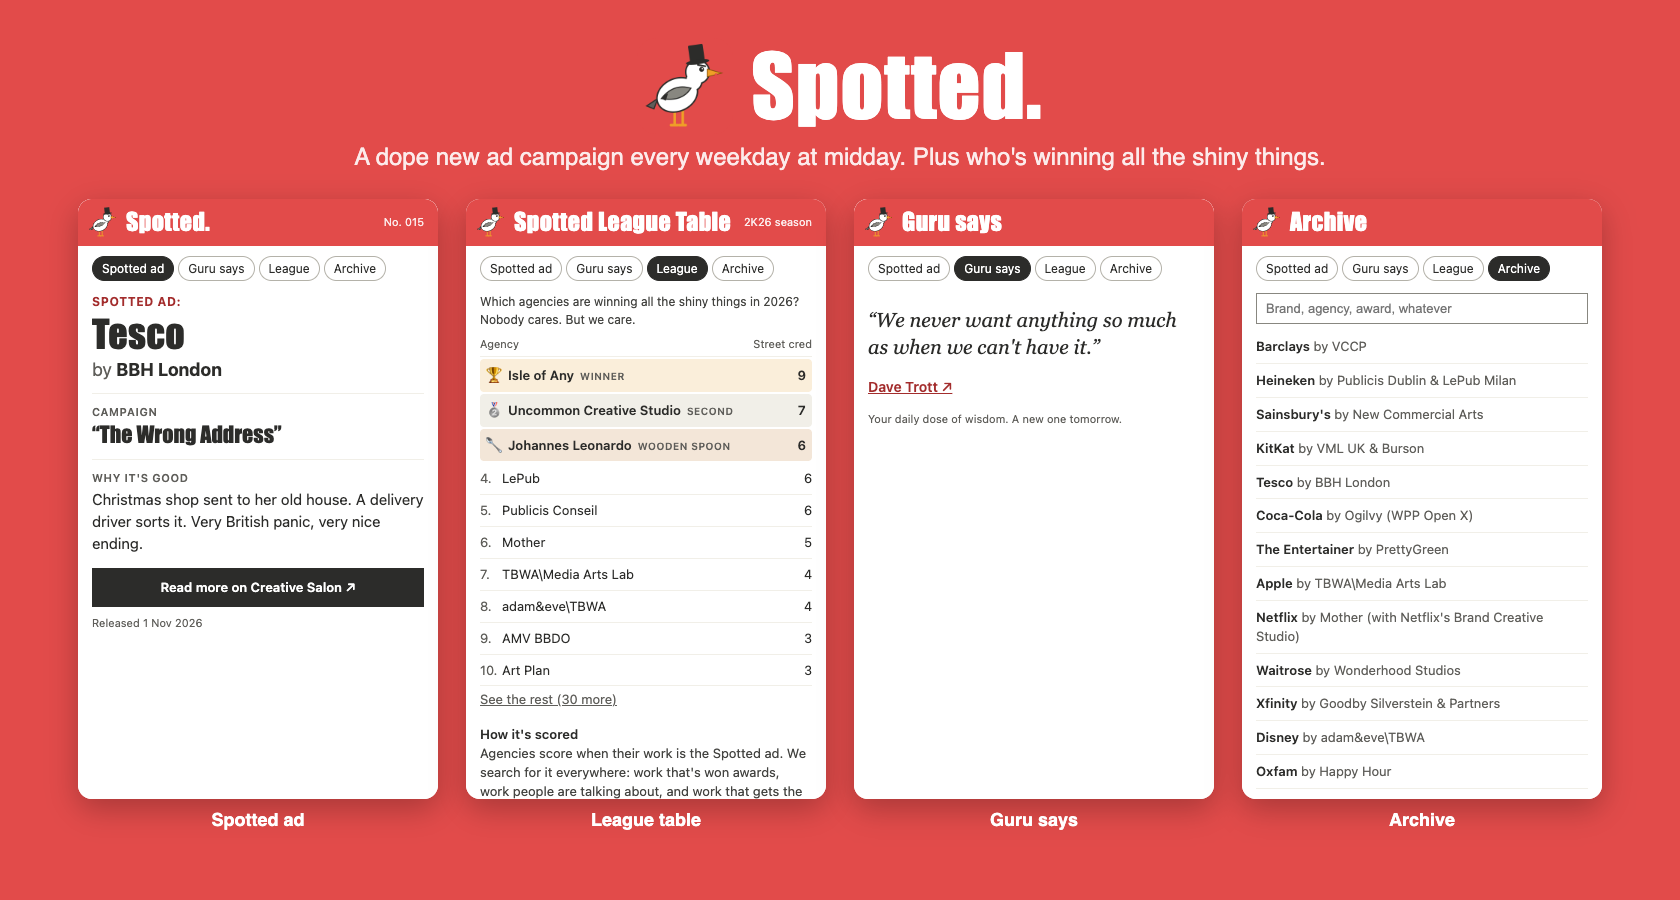 Spotted.
A dope new ad campaign every weekday at midday. Plus who's winning all the shiny things.
Spotted.
No. 015
Spotted ad
Guru says
League
Archive
SPOTTED AD:
Tesco
by BBH London
CAMPAIGN
“The Wrong Address”
WHY IT'S GOOD
Christmas shop sent to her old house. A delivery
driver sorts it. Very British panic, very nice
ending.
Read more on Creative Salon ↗
Released 1 Nov 2026
Spotted ad
Spotted League Table
2K26 season
Spotted ad
Guru says
League
Archive
Which agencies are winning all the shiny things in 2026?
Nobody cares. But we care.
Agency Street cred
Isle of Any WINNER 9
Uncommon Creative Studio SECOND 7
Johannes Leonardo WOODEN SPOON 6
4. LePub 6
5. Publicis Conseil 6
6. Mother 5
7. TBWA\Media Arts Lab 4
8. adam&eve\TBWA 4
9. AMV BBDO 3
10. Art Plan 3
See the rest (30 more)
How it's scored
Agencies score when their work is the Spotted ad. We
search for it everywhere: work that's won awards,
work people are talking about, and work that gets the
League table
Guru says
Spotted ad
Guru says
League
Archive
“We never want anything so much
as when we can't have it.”
Dave Trott ↗
Your daily dose of wisdom. A new one tomorrow.
Guru says
Archive
Spotted ad
Guru says
League
Archive
Brand, agency, award, whatever
Barclays by VCCP
Heineken by Publicis Dublin & LePub Milan
Sainsbury's by New Commercial Arts
KitKat by VML UK & Burson
Tesco by BBH London
Coca-Cola by Ogilvy (WPP Open X)
The Entertainer by PrettyGreen
Apple by TBWA\Media Arts Lab
Netflix by Mother (with Netflix's Brand Creative
Studio)
Waitrose by Wonderhood Studios
Xfinity by Goodby Silverstein & Partners
Disney by adam&eve\TBWA
Oxfam by Happy Hour
Archive